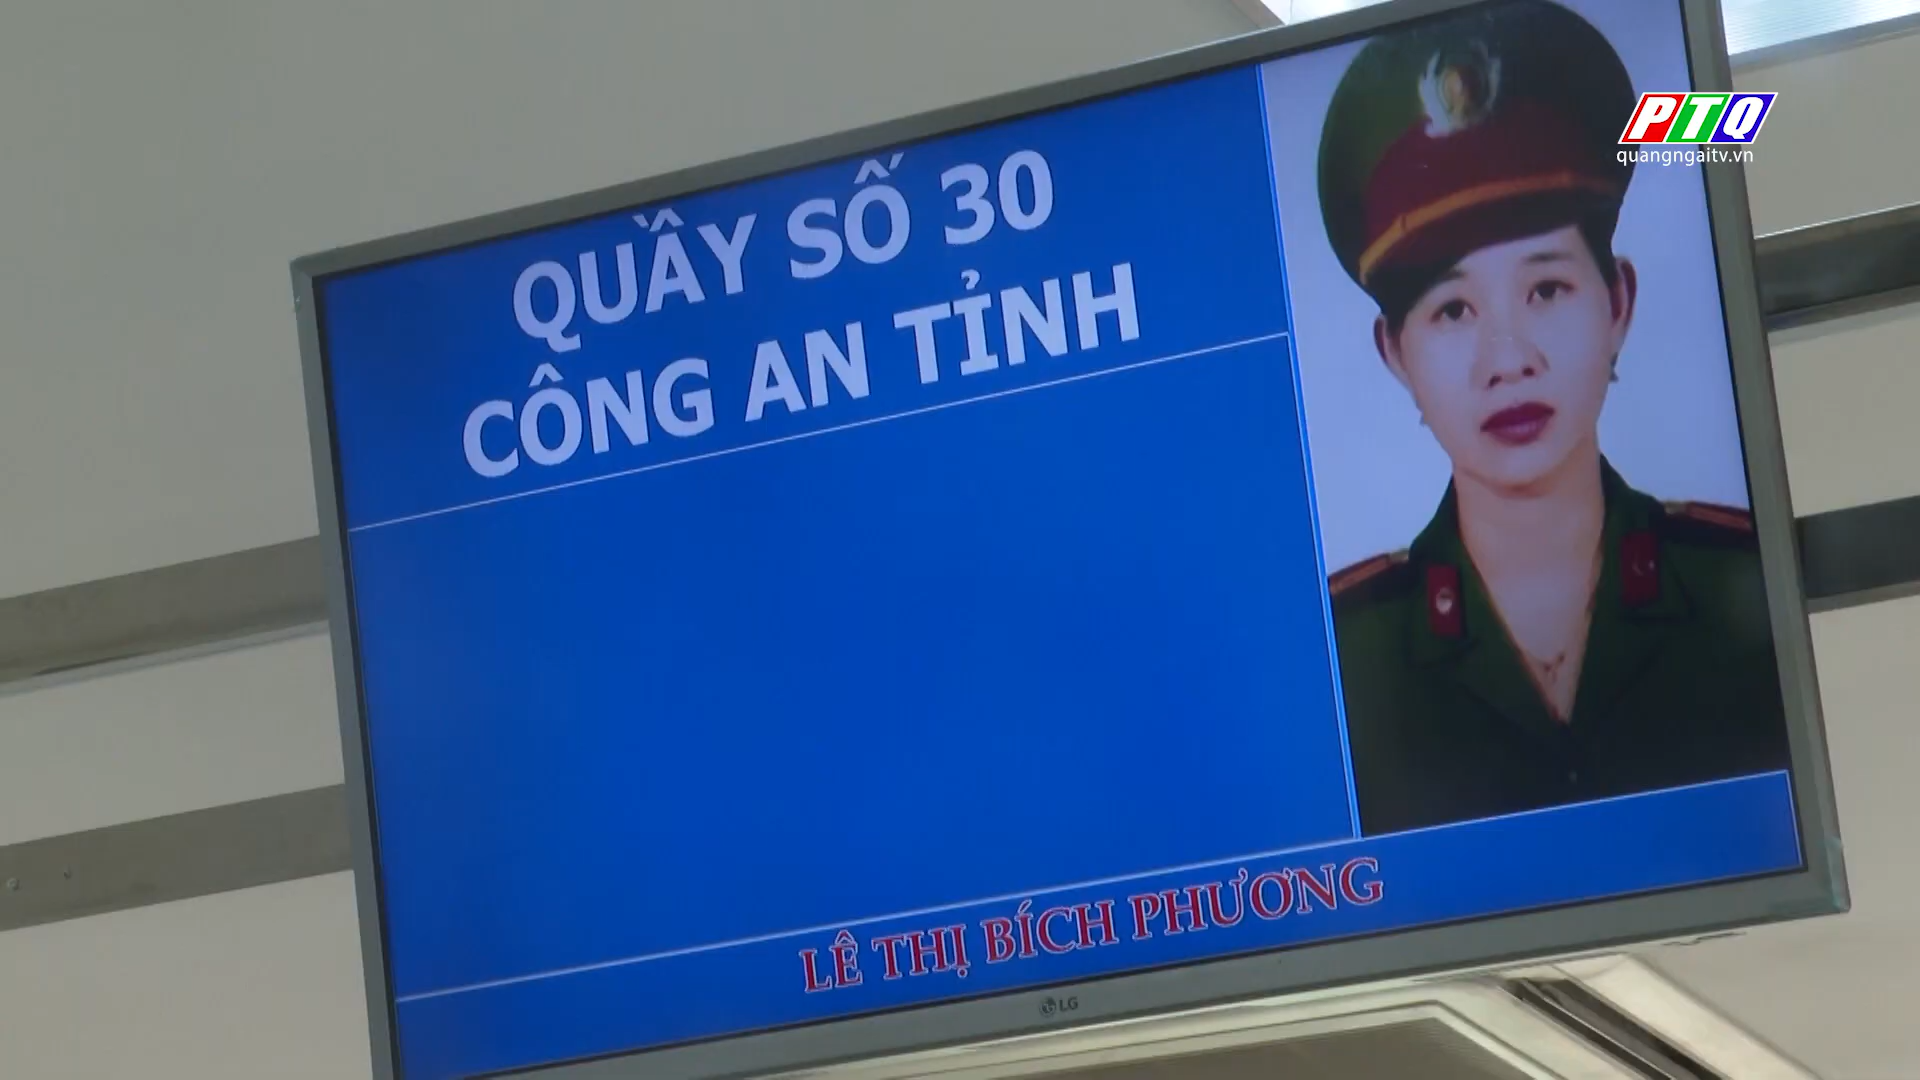 PTQ
quangngaitv.vn
QUẦY SỐ 30
CÔNG AN TỈNH
LÊ THỊ BÍCH PHƯƠNG
LG